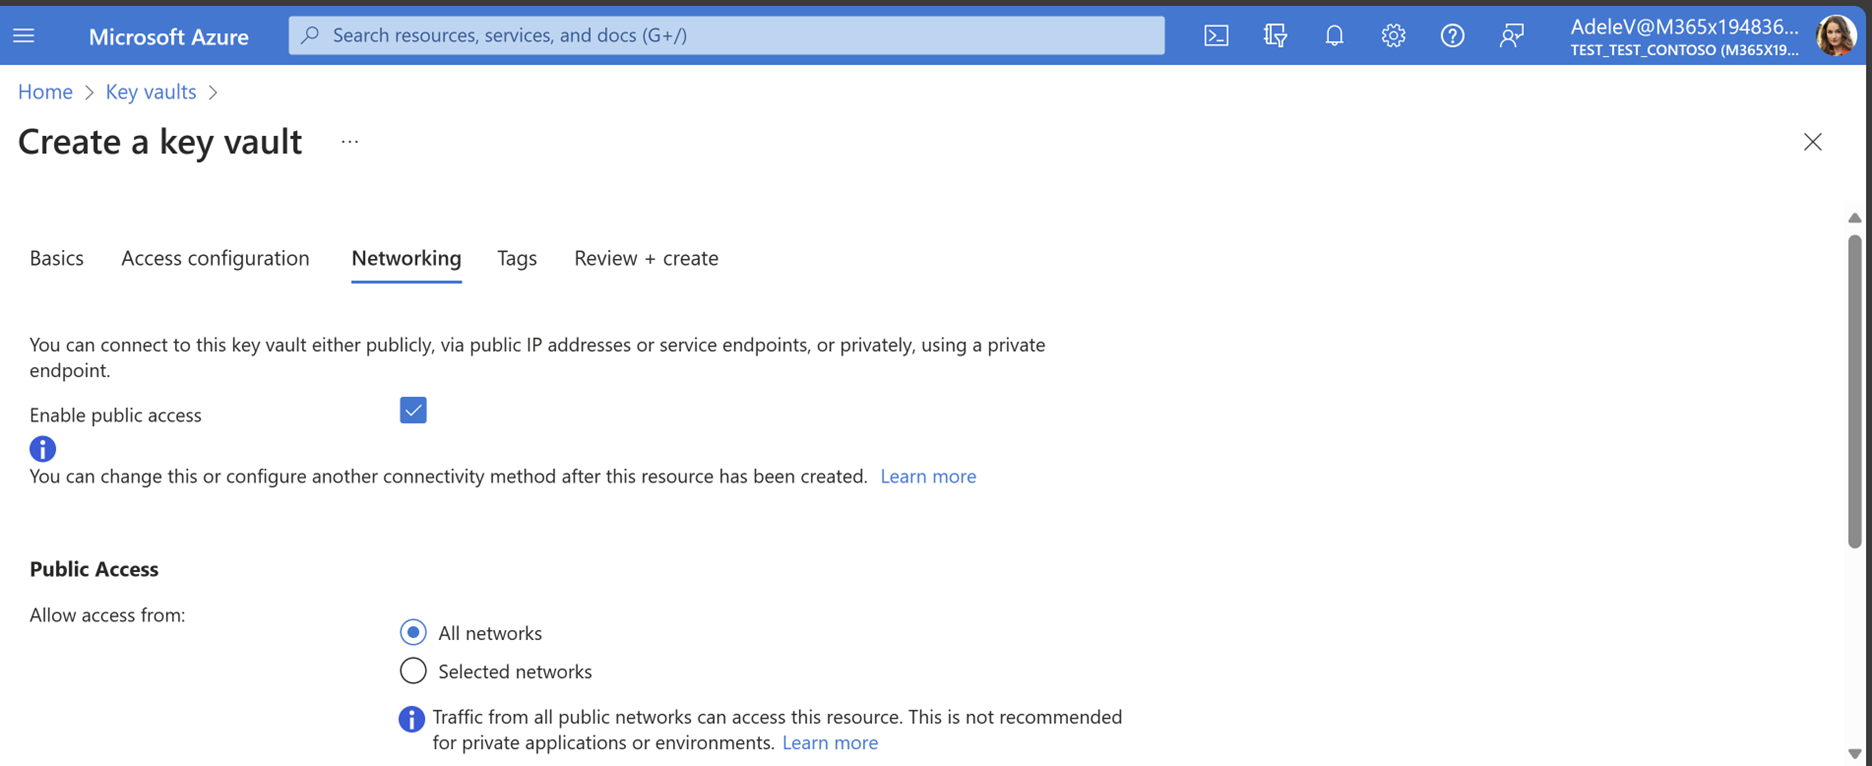 Microsoft Azure
Search resources, services, and docs (G+/)
AdeleV@M365x194836...
TEST_TEST_CONTOSO (M365X19...
Home > Key vaults >
Create a key vault ...
Basics Access configuration Networking Tags Review + create
You can connect to this key vault either publicly, via public IP addresses or service endpoints, or privately, using a private
endpoint.
Enable public access
You can change this or configure another connectivity method after this resource has been created. Learn more
Public Access
Allow access from:
All networks
Selected networks
Traffic from all public networks can access this resource. This is not recommended
for private applications or environments. Learn more